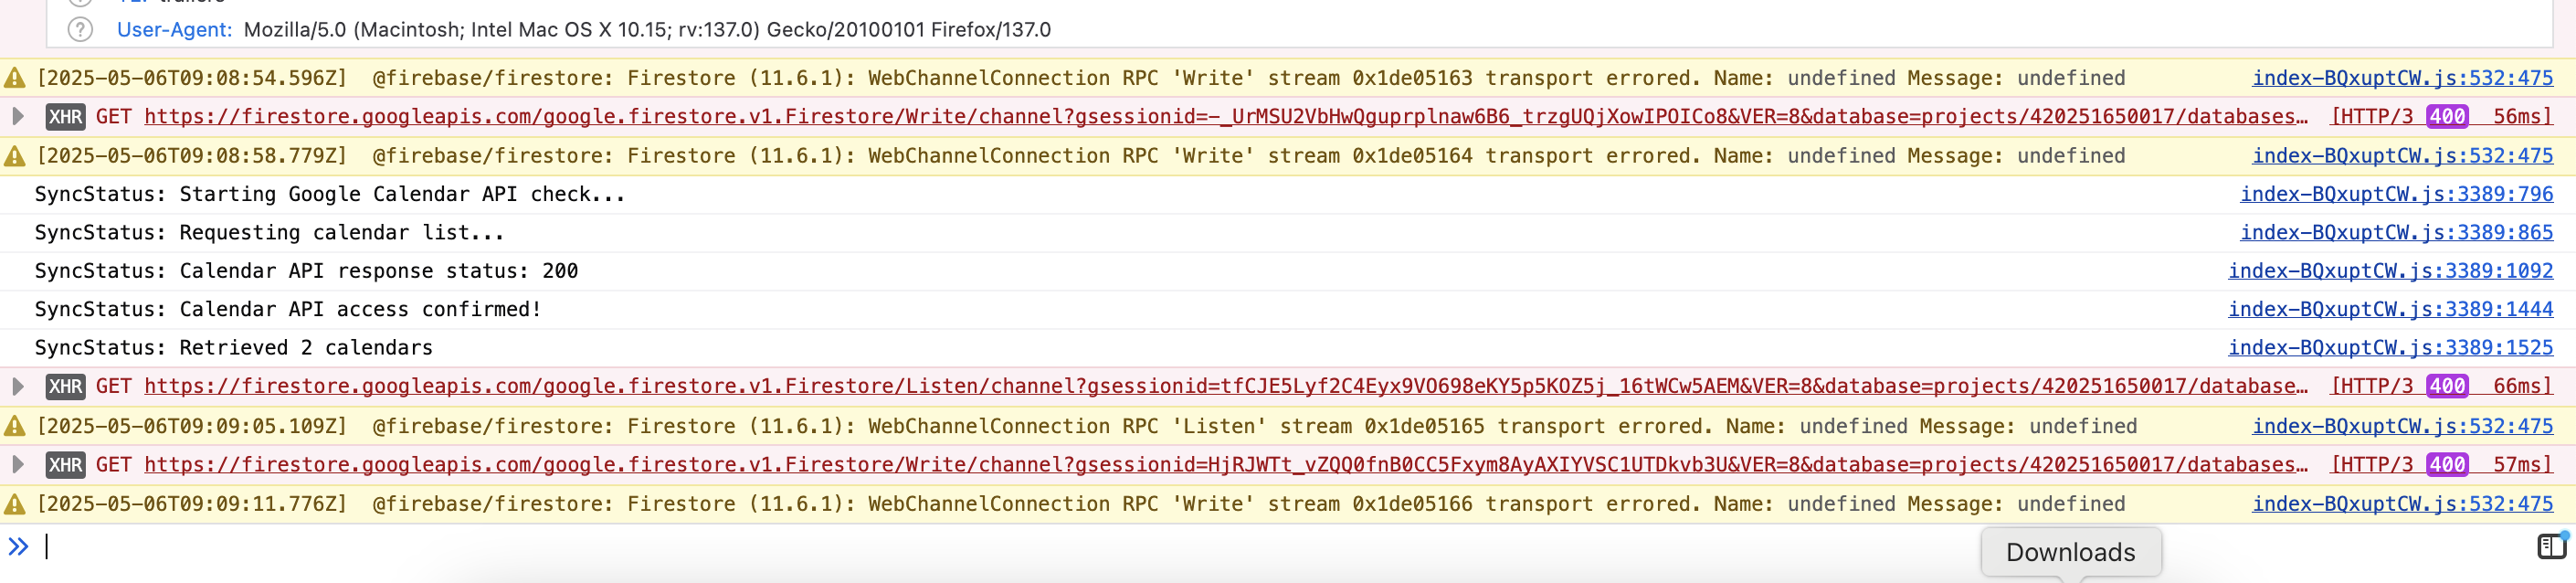 User-Agent: Mozilla/5.0 (Macintosh; Intel Mac OS X 10.15; rv:137.0) Gecko/20100101 Firefox/137.0
[2025-05-06T09:08:54.596Z] @firebase/firestore: Firestore (11.6.1): WebChannelConnection RPC 'Write' stream 0x1de05163 transport errored. Name: undefined Message: undefined index-BQxuptCW.js:532:475
XHR GET https://firestore.googleapis.com/google.firestore.v1.Firestore/Write/channel?gsessionid=-_UrMSU2VbHwQguprplnaw6B6_trzgUQjXowIPOICo8&VER=8&database=projects/420251650017/databases… [HTTP/3 400 56ms]
[2025-05-06T09:08:58.779Z] @firebase/firestore: Firestore (11.6.1): WebChannelConnection RPC 'Write' stream 0x1de05164 transport errored. Name: undefined Message: undefined index-BQxuptCW.js:532:475
SyncStatus: Starting Google Calendar API check... index-BQxuptCW.js:3389:796
SyncStatus: Requesting calendar list... index-BQxuptCW.js:3389:865
SyncStatus: Calendar API response status: 200 index-BQxuptCW.js:3389:1092
SyncStatus: Calendar API access confirmed! index-BQxuptCW.js:3389:1444
SyncStatus: Retrieved 2 calendars index-BQxuptCW.js:3389:1525
XHR GET https://firestore.googleapis.com/google.firestore.v1.Firestore/Listen/channel?gsessionid=tfCJE5Lyf2C4Eyx9VO698eKY5p5KOZ5j_16tWCw5AEM&VER=8&database=projects/420251650017/database… [HTTP/3 400 66ms]
[2025-05-06T09:09:05.109Z] @firebase/firestore: Firestore (11.6.1): WebChannelConnection RPC 'Listen' stream 0x1de05165 transport errored. Name: undefined Message: undefined index-BQxuptCW.js:532:475
XHR GET https://firestore.googleapis.com/google.firestore.v1.Firestore/Write/channel?gsessionid=HjRJWTt_vZQQ0fnB0CC5Fxym8AyAXIYVSC1UTDkvb3U&VER=8&database=projects/420251650017/databases… [HTTP/3 400 57ms]
[2025-05-06T09:09:11.776Z] @firebase/firestore: Firestore (11.6.1): WebChannelConnection RPC 'Write' stream 0x1de05166 transport errored. Name: undefined Message: undefined index-BQxuptCW.js:532:475
Downloads